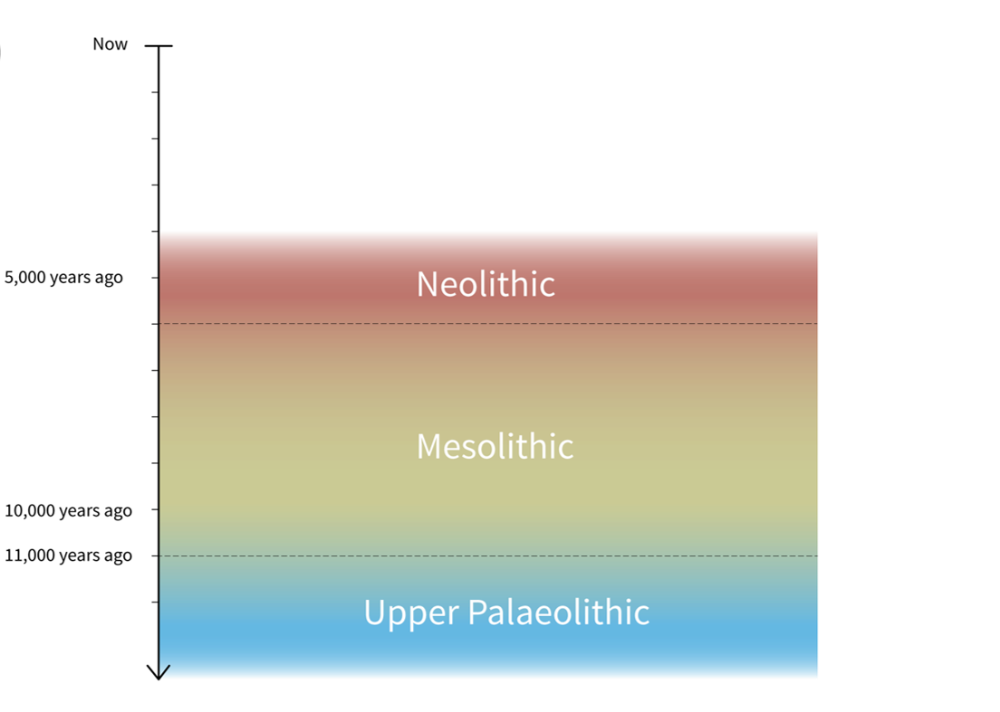 Now
5,000 years ago
Neolithic
Mesolithic
10,000 years ago
11,000 years ago
Upper Palaeolithic